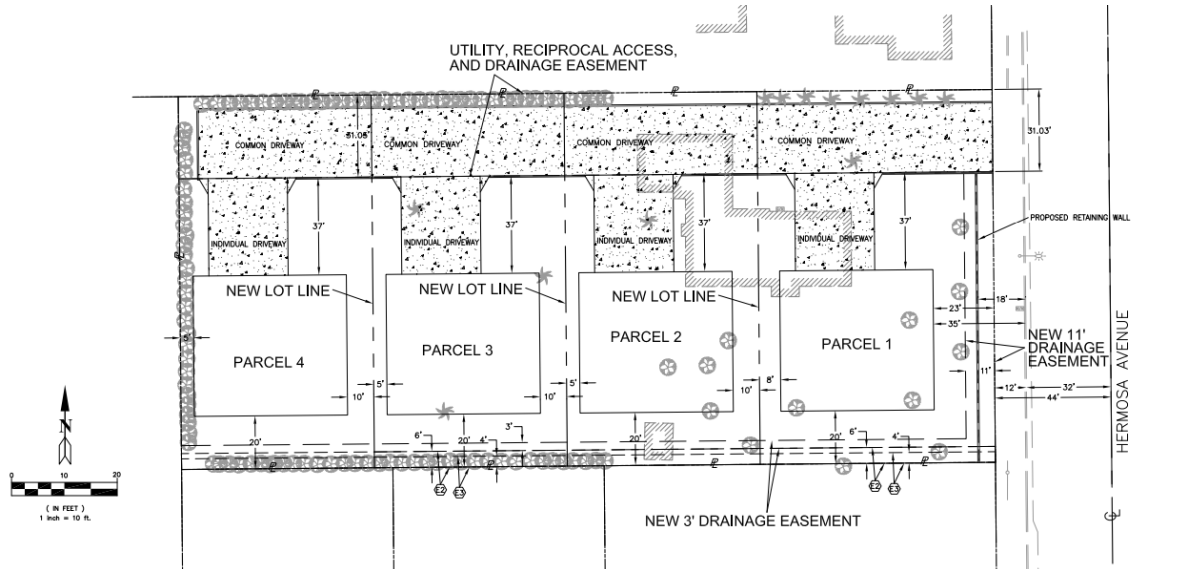 UTILITY, RECIPROCAL ACCESS,
AND DRAINAGE EASEMENT
31.03'
COMMON DRIVEWAY
COMMON DRIVEWAY
COMMON DRIVEWAY
COMMON DRIVEWAY
31.03'
37'
37'
37'
37'
PROPOSED RETAINING WALL
INDIVIDUAL DRIVEWAY
INDIVIDUAL DRIVEWAY
INDIVIDUAL DRIVEWAY
INDIVIDUAL DRIVEWAY
NEW LOT LINE
NEW LOT LINE
NEW LOT LINE
18'
23'
35'
5'
PARCEL 4
PARCEL 3
PARCEL 2
PARCEL 1
NEW 11'
DRAINAGE
EASEMENT
HERMOSA AVENUE
11'
12'
32'
44'
5'
10'
5'
10'
10'
8'
N
20'
6'
20'
4'
3'
20'
20'
6'
4'
E2
E3
E2
E3
0
10
20
( IN FEET )
1 inch = 10 ft.
NEW 3' DRAINAGE EASEMENT